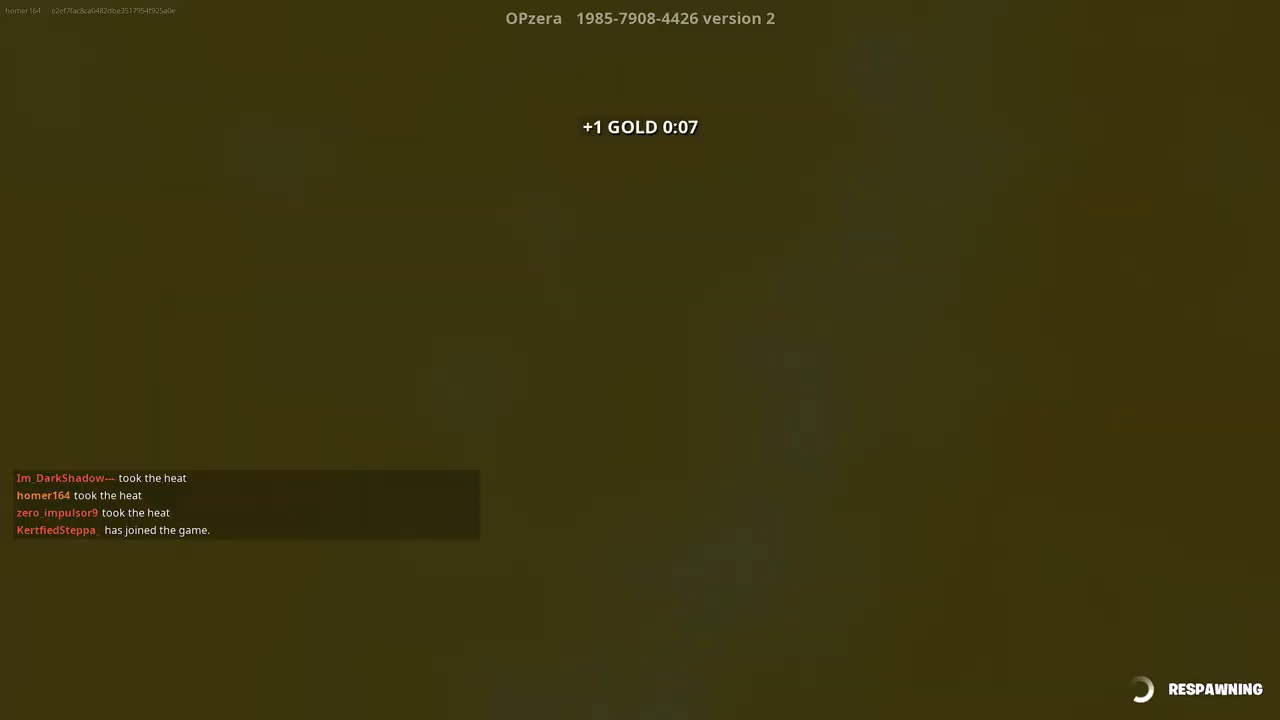 homer164
OPzera 1985-7908-4426 version 2
+1 GOLD 0:07
Im_DarkShadow--- took the heat
homer164 took the heat
zero_impulsor9 took the heat
KertfiedSteppa_ has joined the game.
RESPAWNING